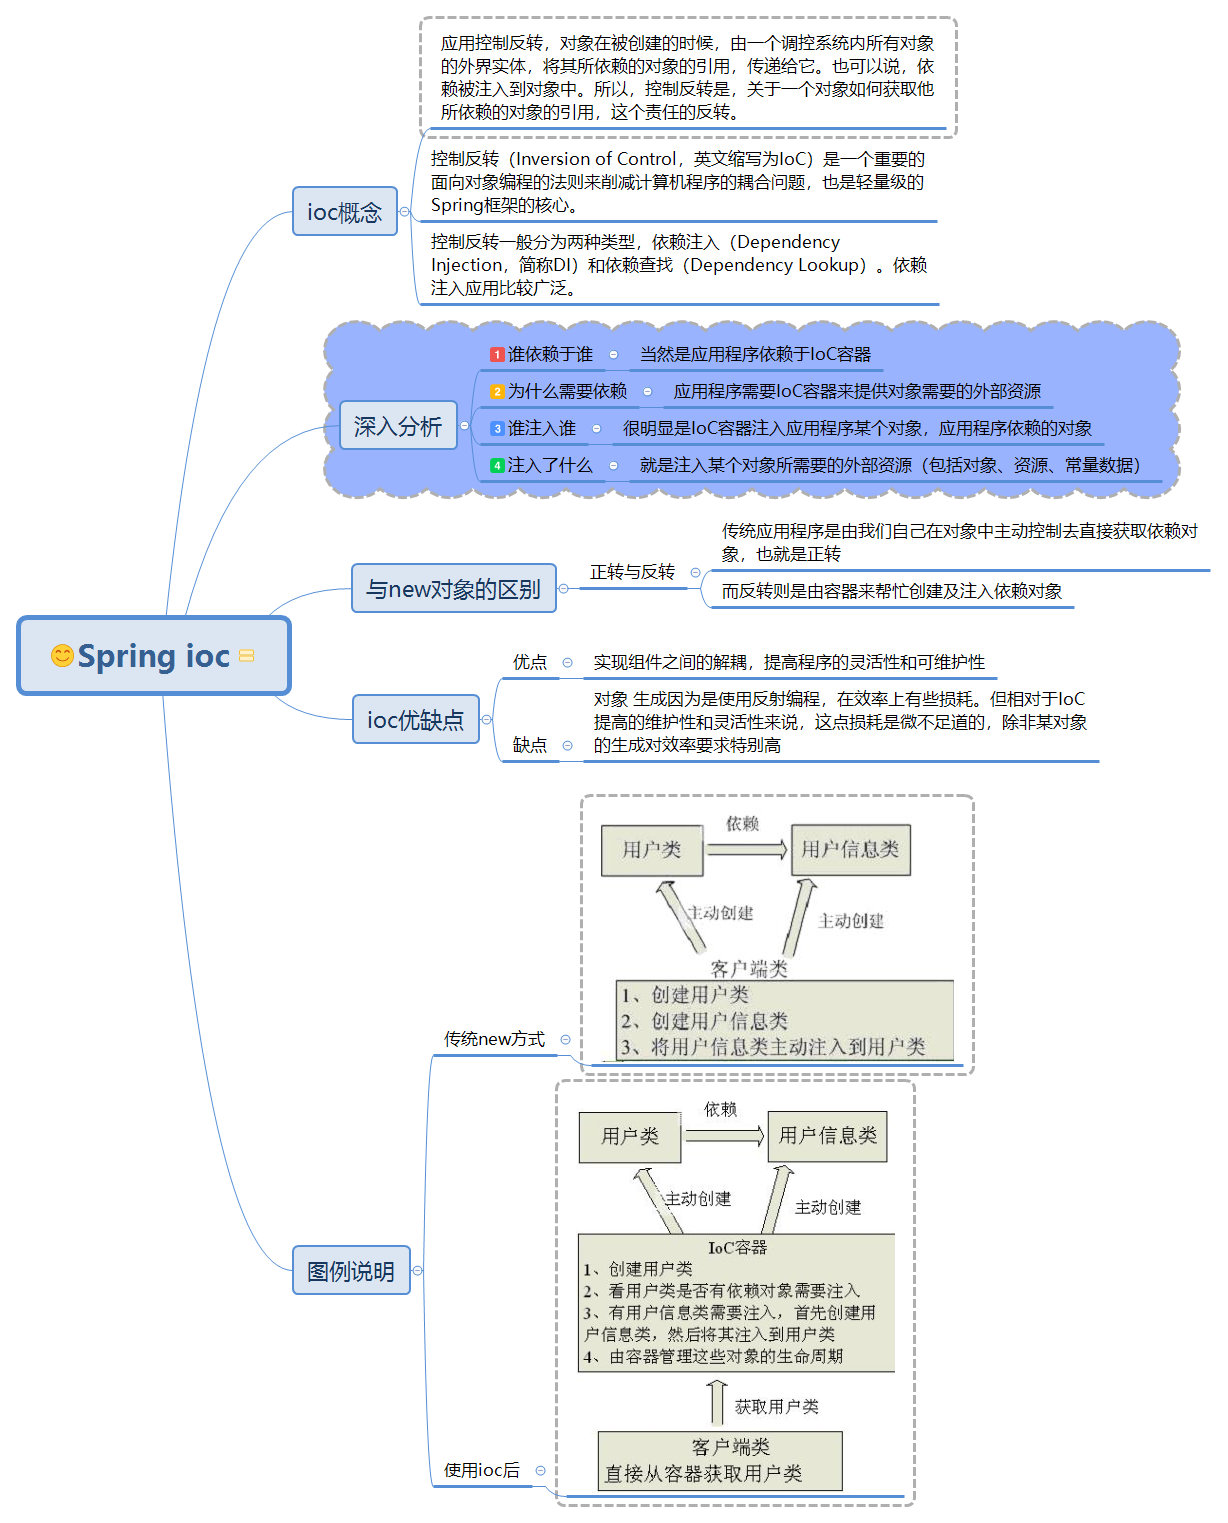 应用控制反转，对象在被创建的时候，由一个调控系统内所有对象
的外界实体，将其所依赖的对象的引用，传递给它。也可以说，依
赖被注入到对象中。所以，控制反转是，关于一个对象如何获取他
所依赖的对象的引用，这个责任的反转。
ioc概念
控制反转（Inversion of Control，英文缩写为IoC）是一个重要的
面向对象编程的法则来削减计算机程序的耦合问题，也是轻量级的
Spring框架的核心。
控制反转一般分为两种类型，依赖注入（Dependency
Injection，简称DI）和依赖查找（Dependency Lookup）。依赖
注入应用比较广泛。
深入分析
1 谁依赖于谁 当然是应用程序依赖于IoC容器
2 为什么需要依赖 应用程序需要IoC容器来提供对象需要的外部资源
3 谁注入谁 很明显是IoC容器注入应用程序某个对象，应用程序依赖的对象
4 注入了什么 就是注入某个对象所需要的外部资源（包括对象、资源、常量数据）
与new对象的区别
正转与反转
传统应用程序是由我们自己在对象中主动控制去直接获取依赖对
象，也就是正转
而反转则是由容器来帮忙创建及注入依赖对象
Spring ioc
ioc优缺点
优点 实现组件之间的解耦，提高程序的灵活性和可维护性
缺点
对象 生成因为是使用反射编程，在效率上有些损耗。但相对于IoC
提高的维护性和灵活性来说，这点损耗是微不足道的，除非某对象
的生成对效率要求特别高
图例说明
传统new方式
依赖
用户类 用户信息类
主动创建 主动创建
客户端类
1、创建用户类
2、创建用户信息类
3、将用户信息类主动注入到用户类
使用ioc后
依赖
用户类 用户信息类
主动创建 主动创建
IoC容器
1、创建用户类
2、看用户类是否有依赖对象需要注入
3、有用户信息类需要注入，首先创建用
户信息类，然后将其注入到用户类
4、由容器管理这些对象的生命周期
获取用户类
客户端类
直接从容器获取用户类